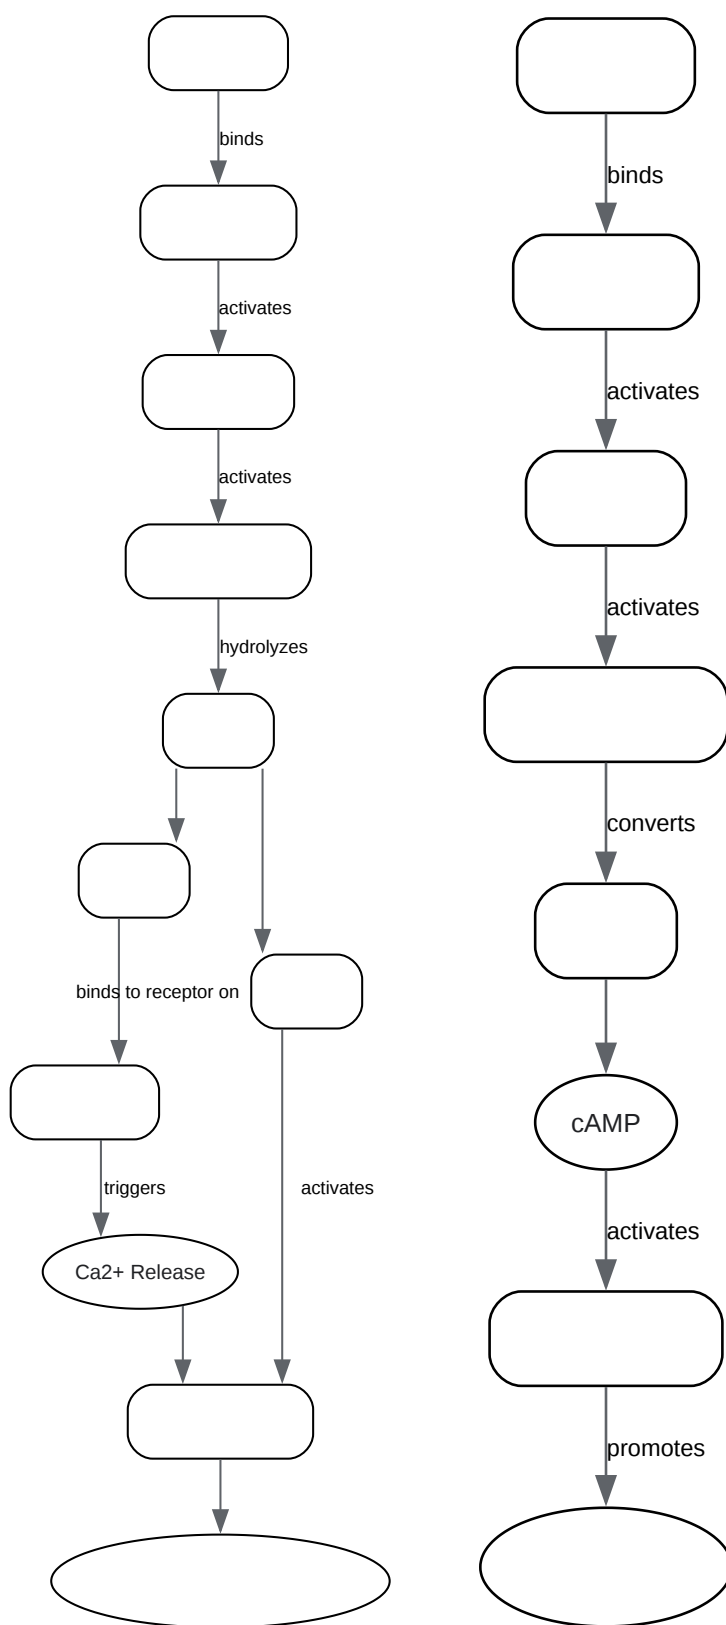 binds
activates
activates
hydrolyzes
binds to receptor on
triggers
activates
Ca2+ Release
binds
activates
activates
converts
cAMP
activates
promotes